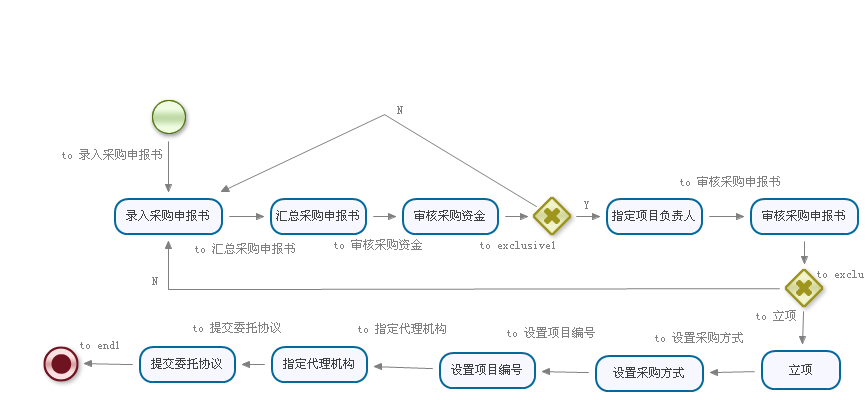 N
to 录入采购申报书
to 审核采购申报书
录入采购申报书
汇总采购申报书
审核采购资金
Y
指定项目负责人
审核采购申报书
to 汇总采购申报书
to 审核采购资金
to exclusive1
N
to exclu
to 立项
to 提交委托协议
to 指定代理机构
to 设置项目编号
to 设置采购方式
to end1
提交委托协议
指定代理机构
设置项目编号
设置采购方式
立项